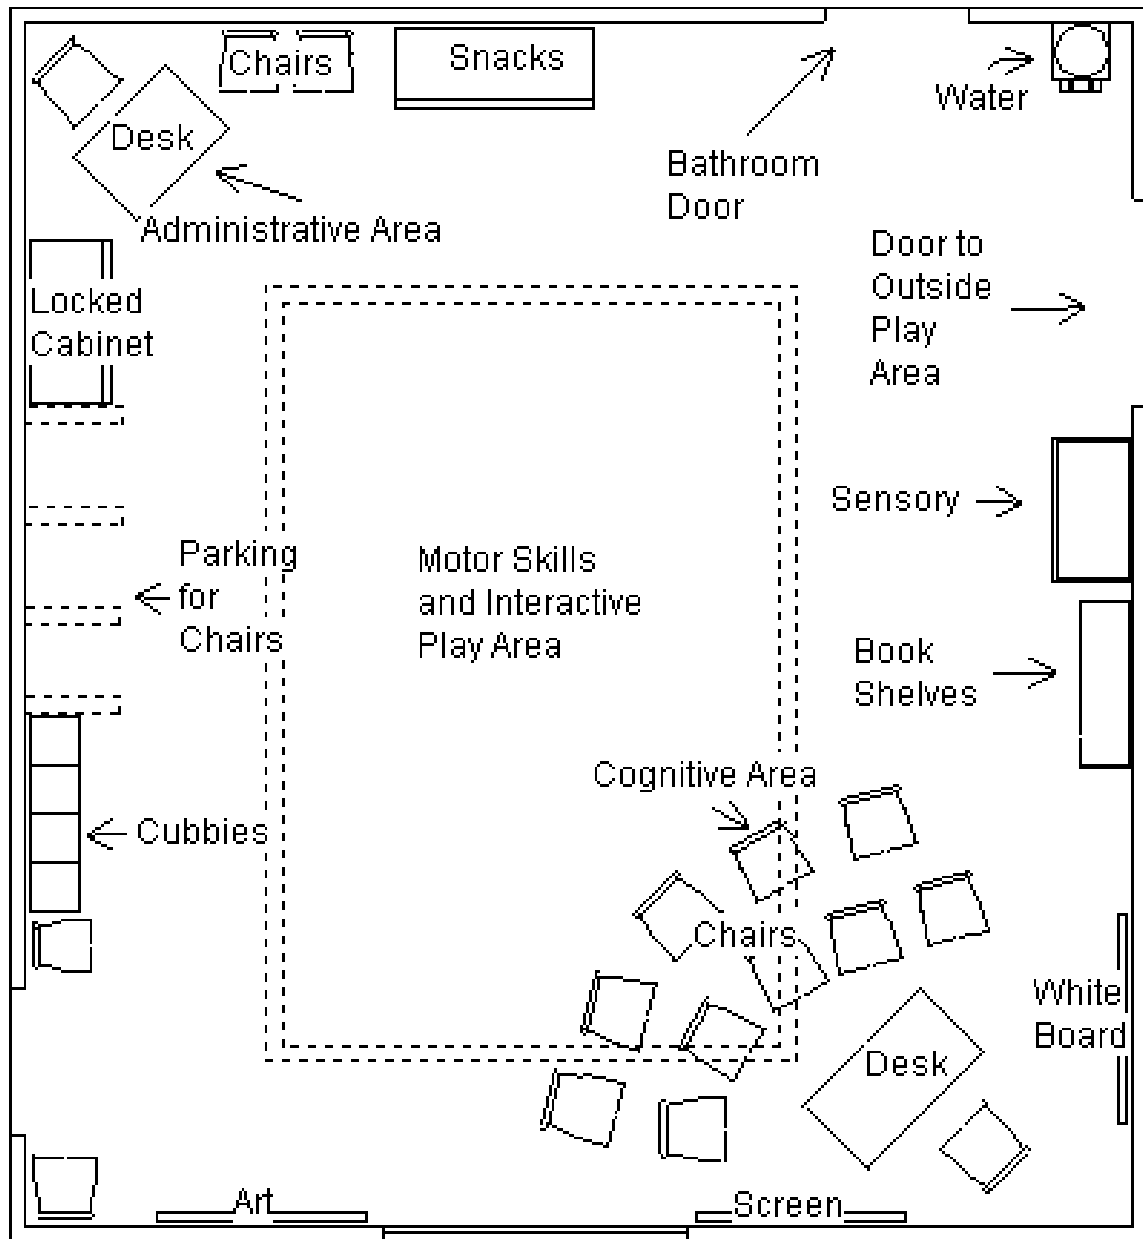 Chairs
Snacks
Water
Desk
Bathroom
Door
Administrative Area
Door to
Outside
Play
Area
Locked
Cabinet
Sensory
Parking
for
Chairs
Motor Skills
and Interactive
Play Area
Book
Shelves
Cognitive Area
Cubbies
Chairs
White
Board
Desk
Art
Screen